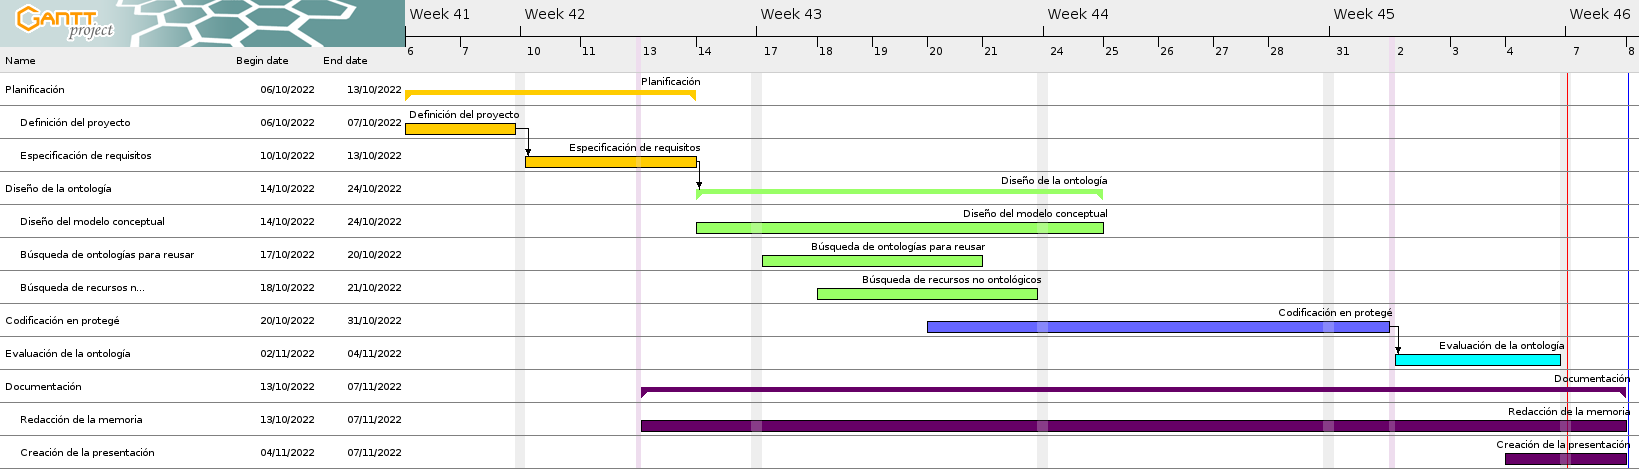 GANTT
project
Week 41 Week 42 Week 43 Week 44 Week 45 Week 46
6 7 10 11 13 14 17 18 19 20 21 24 25 26 27 28 31 2 3 4 7 8
Name Begin date End date
Planificación 06/10/2022 13/10/2022 Planificación
Definición del proyecto 06/10/2022 07/10/2022 Definición del proyecto
Especificación de requisitos 10/10/2022 13/10/2022 Especificación de requisitos
Diseño de la ontología 14/10/2022 24/10/2022 Diseño de la ontología
Diseño del modelo conceptual 14/10/2022 24/10/2022 Diseño del modelo conceptual
Búsqueda de ontologías para reusar 17/10/2022 20/10/2022 Búsqueda de ontologías para reusar
Búsqueda de recursos n... 18/10/2022 21/10/2022 Búsqueda de recursos no ontológicos
Codificación en protegé 20/10/2022 31/10/2022 Codificación en protegé
Evaluación de la ontología 02/11/2022 04/11/2022 Evaluación de la ontología
Documentación 13/10/2022 07/11/2022 Documentación
Redacción de la memoria 13/10/2022 07/11/2022 Redacción de la memoria
Creación de la presentación 04/11/2022 07/11/2022 Creación de la presentación